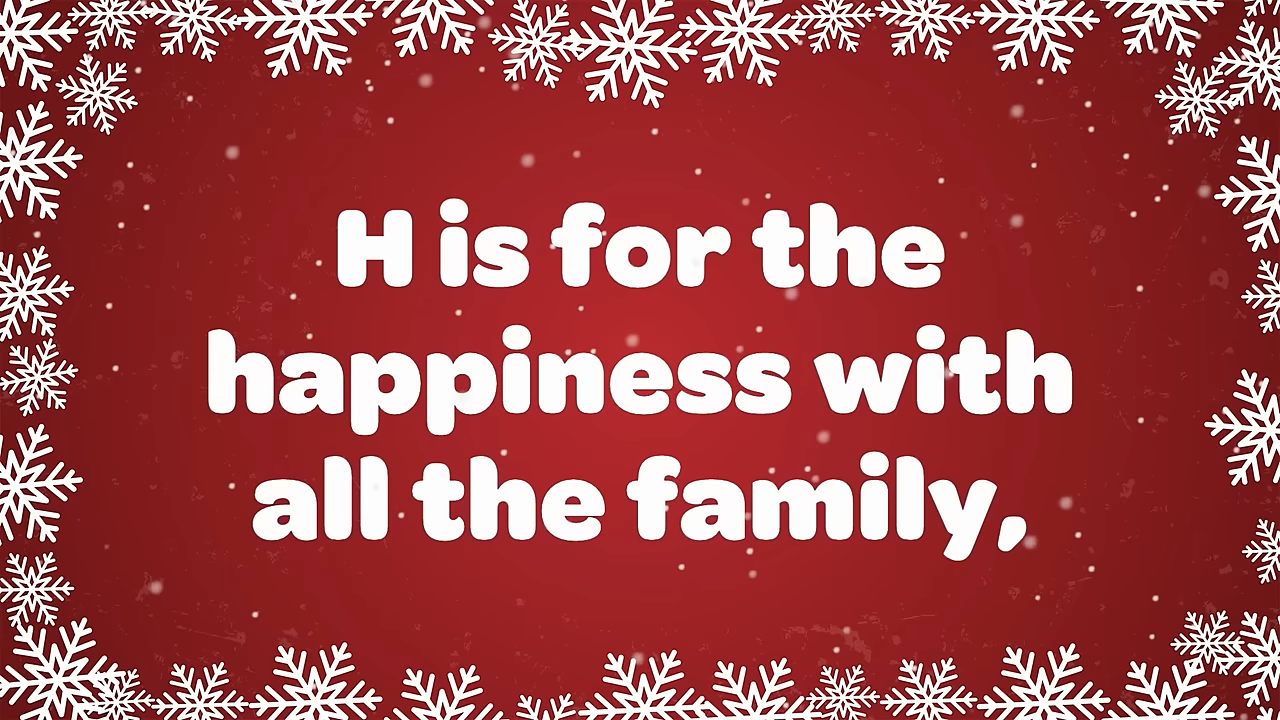 H is for the
happiness with
all the family,